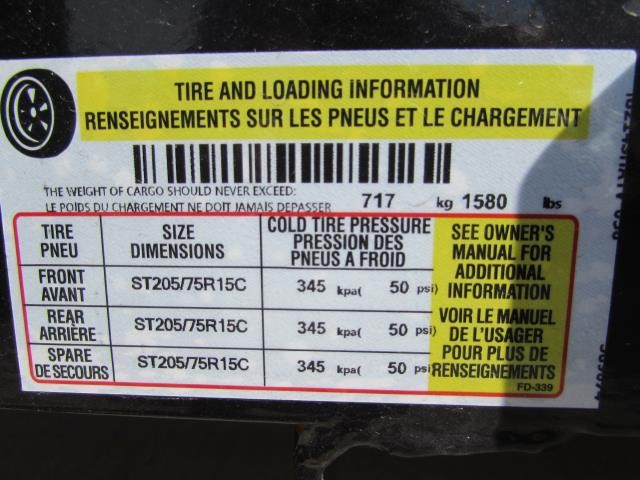 TIRE AND LOADING INFORMATION
RENSEIGNEMENTS SUR LES PNEUS ET LE CHARGEMENT
THE WEIGHT OF CARGO SHOULD NEVER EXCEED:
LE POIDS DU CHARGEMENT NE DOIT JAMAIS DEPASSER 717 kg 1580 lbs
TIRE
PNEU
SIZE
DIMENSIONS
COLD TIRE PRESSURE
PRESSION DES
PNEUS A FROID
FRONT
AVANT
ST205/75R15C
345 kpa( 50 psi)
REAR
ARRIÈRE
ST205/75R15C
345 kpa( 50 psi)
SPARE
DE SECOURS
ST205/75R15C
345 kpa( 50 psi
SEE OWNER'S
MANUAL FOR
ADDITIONAL
INFORMATION
VOIR LE MANUEL
DE L'USAGER
POUR PLUS DE
RENSEIGNEMENTS
FD-339